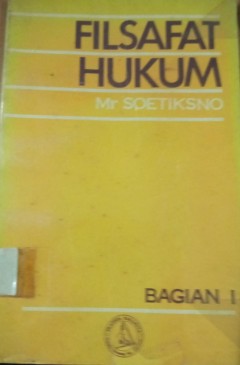 FILSAFAT
HUKUM
Mr SOETIKSNO
BAGIAN I